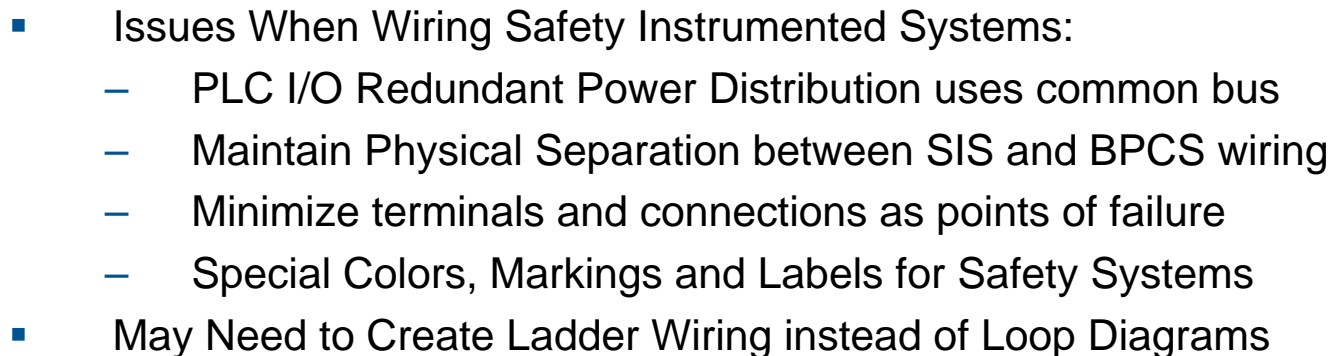 ▪ Issues When Wiring Safety Instrumented Systems:
– PLC I/O Redundant Power Distribution uses common bus
– Maintain Physical Separation between SIS and BPCS wiring
– Minimize terminals and connections as points of failure
– Special Colors, Markings and Labels for Safety Systems
▪ May Need to Create Ladder Wiring instead of Loop Diagrams